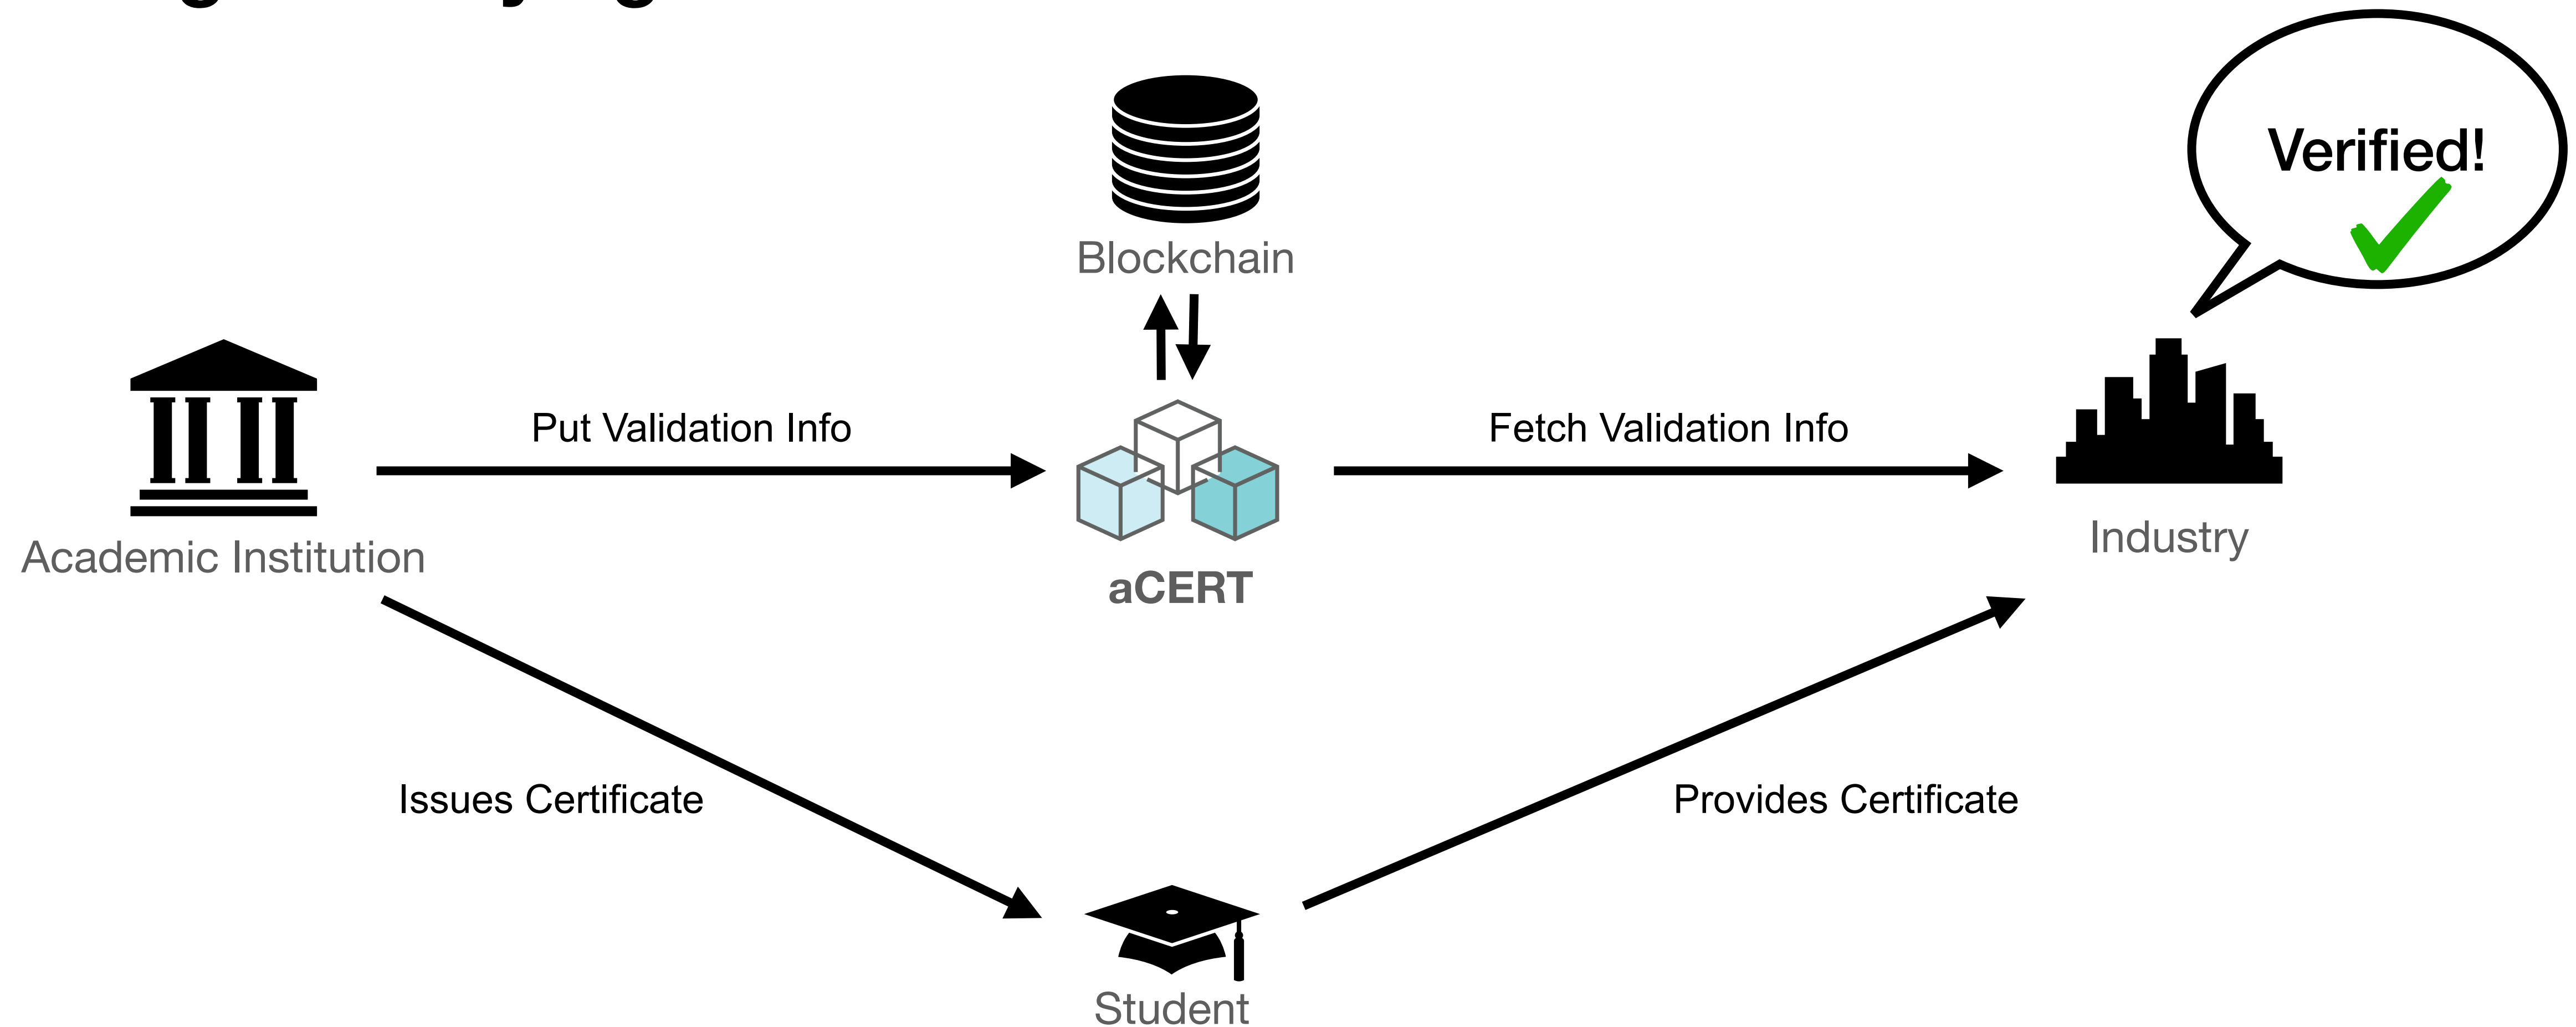 Verified!
Blockchain
Put Validation Info
Fetch Validation Info
Academic Institution
Industry
aCERT
Issues Certificate
Provides Certificate
Student